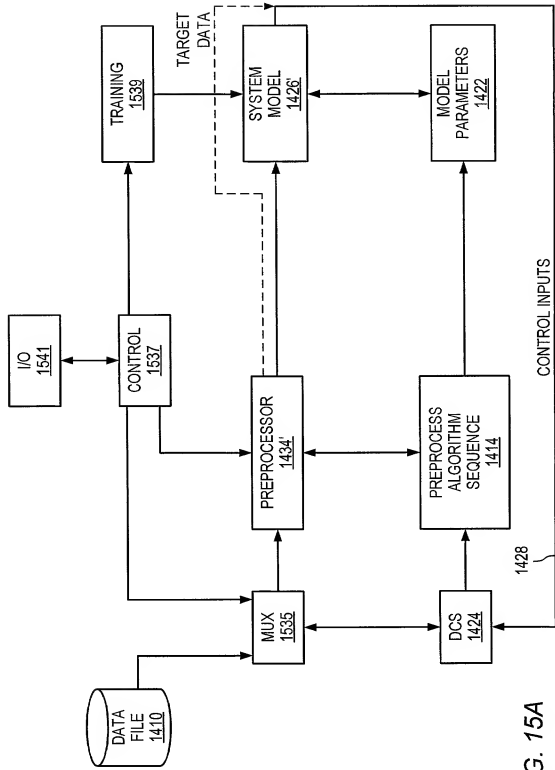 I/O
1541
CONTROL
1537
TRAINING
1539
DATA
FILE
1410
MUX
1535
PREPROCESSOR
1434'
TARGET
DATA
SYSTEM
MODEL
1426'
DCS
1424
PREPROCESS
ALGORITHM
SEQUENCE
1414
MODEL
PARAMETERS
1422
1428
CONTROL INPUTS
G. 15A